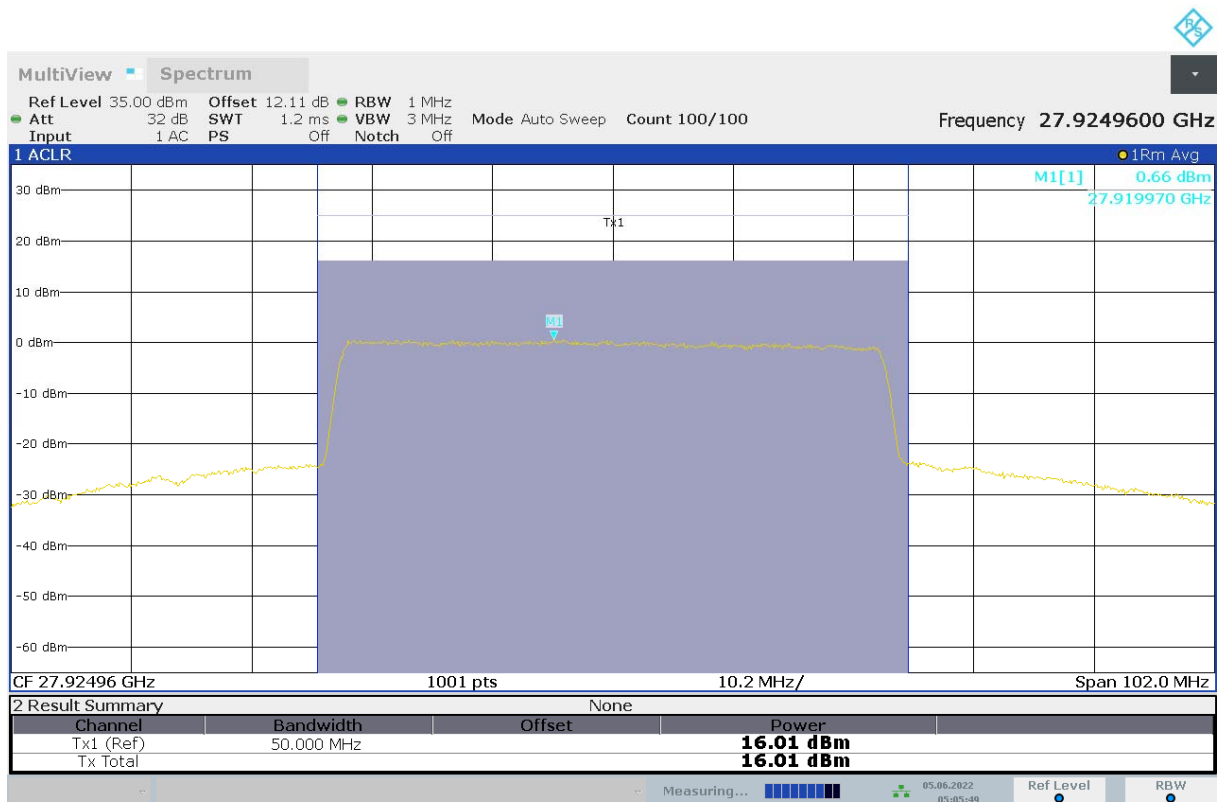 R&S
MultiView Spectrum
Ref Level 35.00 dBm Offset 12.11 dB RBW 1 MHz
Att 32 dB SWT 1.2 ms VBW 3 MHz Mode Auto Sweep Count 100/100 Frequency 27.9249600 GHz
Input 1 AC PS Off Notch Off
1 ACLR 1Rm Avg
M1[1] 0.66 dBm
27.919970 GHz
30 dBm
Tx1
20 dBm
10 dBm
M1
0 dBm
-10 dBm
-20 dBm
-30 dBm
-40 dBm
-50 dBm
-60 dBm
CF 27.92496 GHz 1001 pts 10.2 MHz/ Span 102.0 MHz
2 Result Summary None
Channel Bandwidth Offset Power
Tx1 (Ref) 50.000 MHz 16.01 dBm
Tx Total 16.01 dBm
Measuring... 05.06.2022 Ref Level RBW
05:05:49